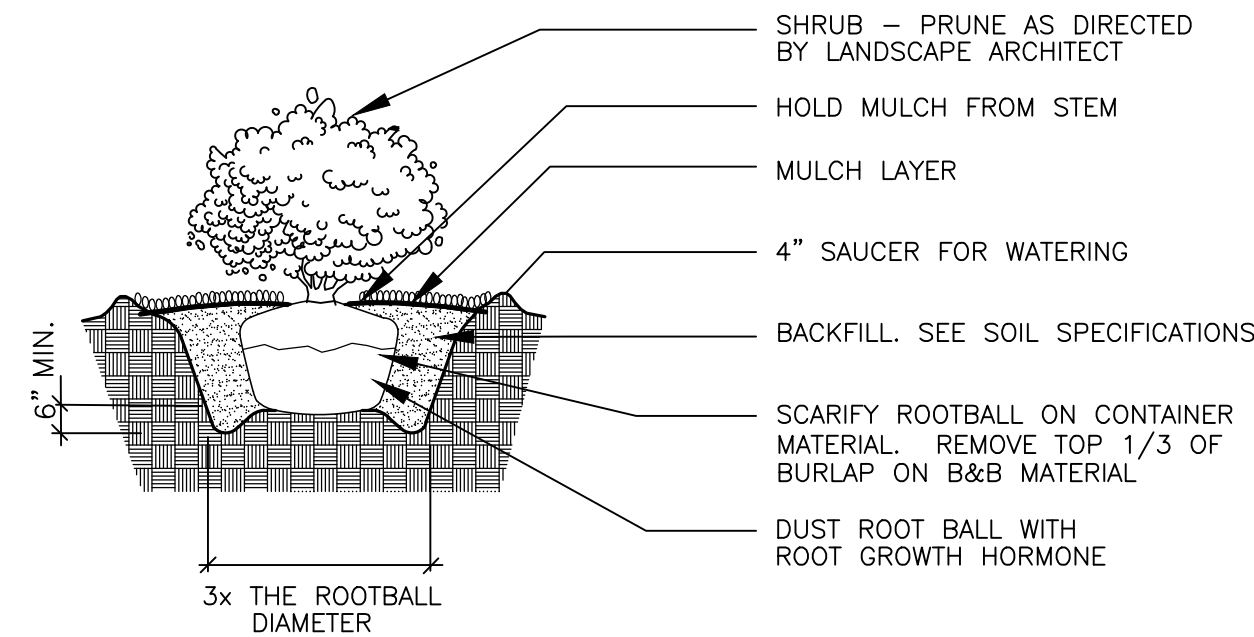 SHRUB – PRUNE AS DIRECTED
BY LANDSCAPE ARCHITECT
HOLD MULCH FROM STEM
MULCH LAYER
4" SAUCER FOR WATERING
BACKFILL. SEE SOIL SPECIFICATIONS
SCARIFY ROOTBALL ON CONTAINER
MATERIAL. REMOVE TOP 1/3 OF
BURLAP ON B&B MATERIAL
DUST ROOT BALL WITH
ROOT GROWTH HORMONE
6" MIN.
3x THE ROOTBALL
DIAMETER